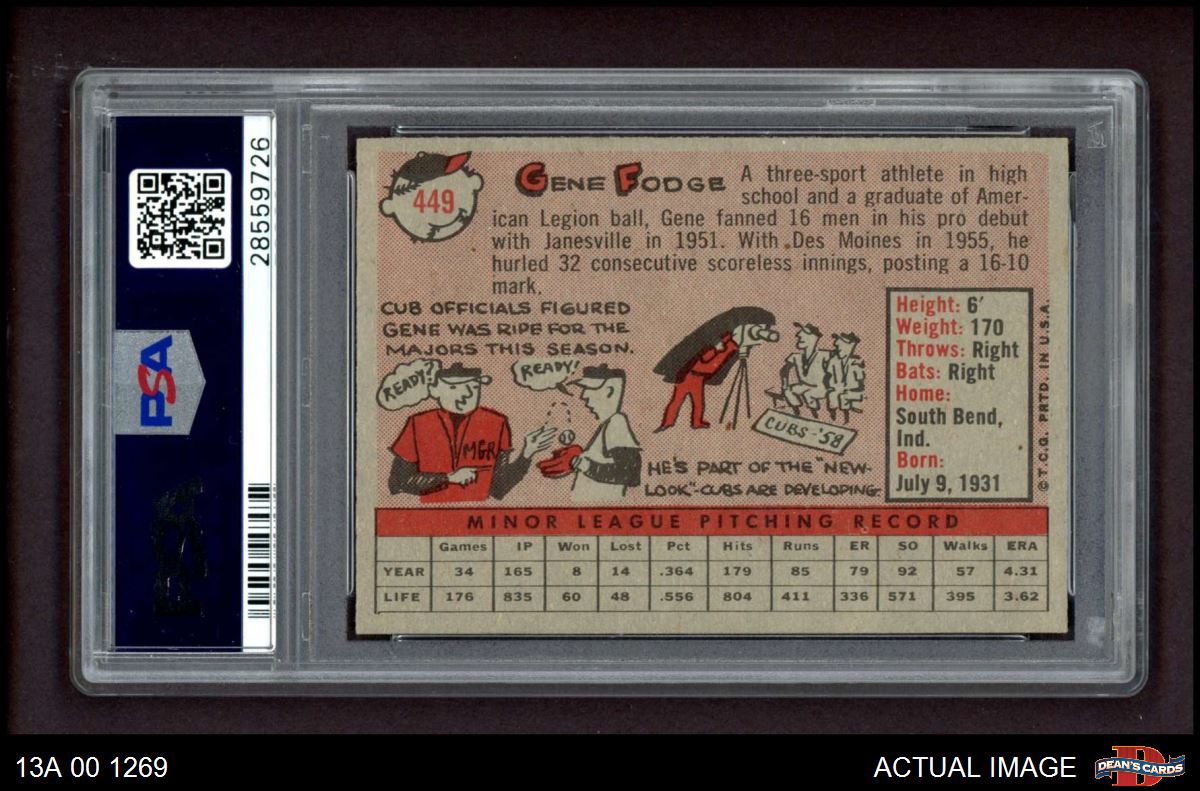 28559726
PSA
449
GENE FODGE
A three-sport athlete in high
school and a graduate of Amer-
ican Legion ball, Gene fanned 16 men in his pro debut
with Janesville in 1951. With Des Moines in 1955, he
hurled 32 consecutive scoreless innings, posting a 16-10
mark.
CUB OFFICIALS FIGURED
GENE WAS RIPE FOR THE
MAJORS THIS SEASON.
READY?
READY!
MGR
CUBS-'58
HE'S PART OF THE "NEW-
LOOK"-CUBS ARE DEVELOPING.
Height: 6'
Weight: 170
Throws: Right
Bats: Right
Home:
South Bend,
Ind.
Born:
July 9, 1931
© T.C.G. PRTD. IN U.S.A.
MINOR LEAGUE PITCHING RECORD
Games IP Won Lost Pct Hits Runs ER SO Walks ERA
YEAR 34 165 8 14 .364 179 85 79 92 57 4.31
LIFE 176 835 60 48 .556 804 411 336 571 395 3.62
13A 00 1269
ACTUAL IMAGE
DEAN'S CARDS